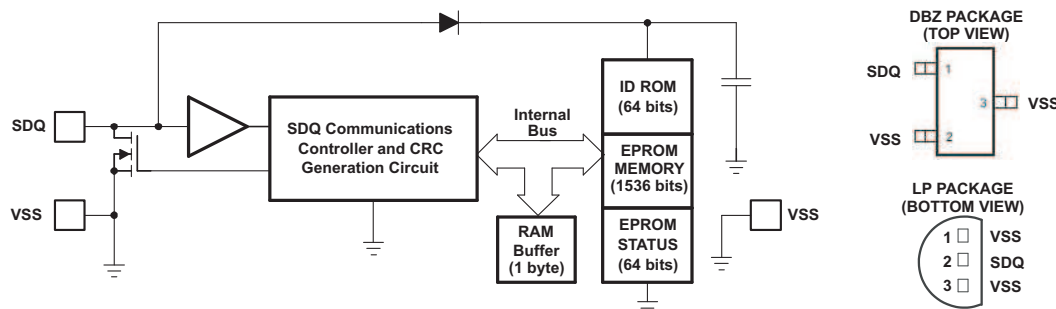 DBZ PACKAGE
(TOP VIEW)
SDQ
1
3
VSS
VSS
2
ID ROM
(64 bits)
SDQ
SDQ Communications
Controller and CRC
Generation Circuit
Internal
Bus
EPROM
MEMORY
(1536 bits)
VSS
RAM
Buffer
(1 byte)
EPROM
STATUS
(64 bits)
VSS
LP PACKAGE
(BOTTOM VIEW)
1 VSS
2 SDQ
3 VSS